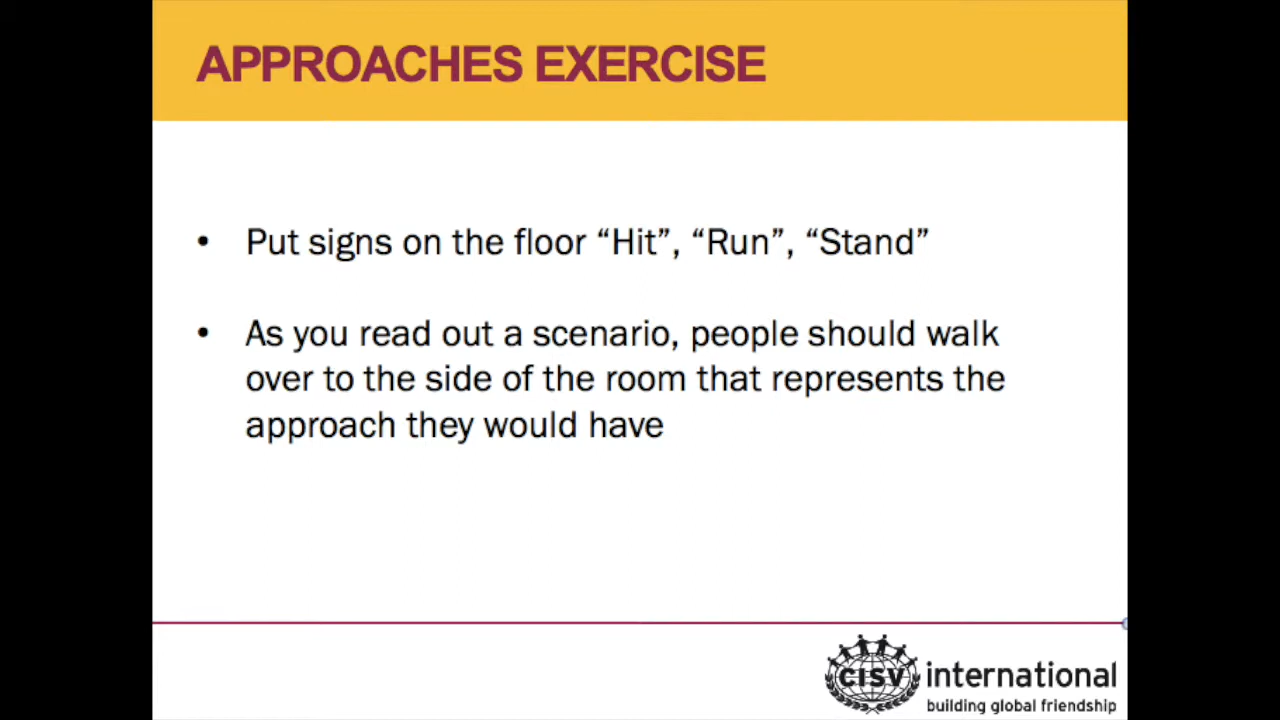 APPROACHES EXERCISE
• Put signs on the floor “Hit”, “Run”, “Stand”
• As you read out a scenario, people should walk
over to the side of the room that represents the
approach they would have
CISV international
building global friendship